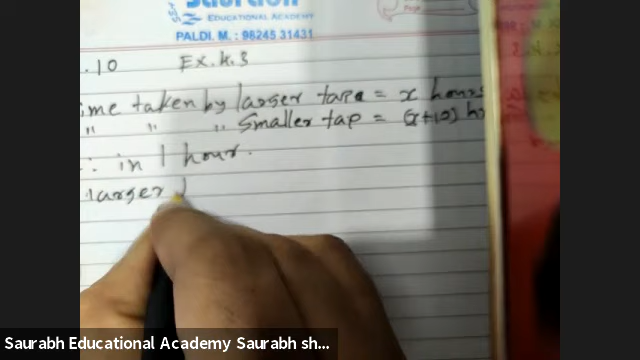 EDUCATIONAL ACADEMY
PALDI. M. : 98245 31431
.10 Ex.4.3
ime taken by larger tap = x hours
" " " Smaller tap = (x+10) h
∴ in 1 hour.
larger
Saurabh Educational Academy Saurabh sh...